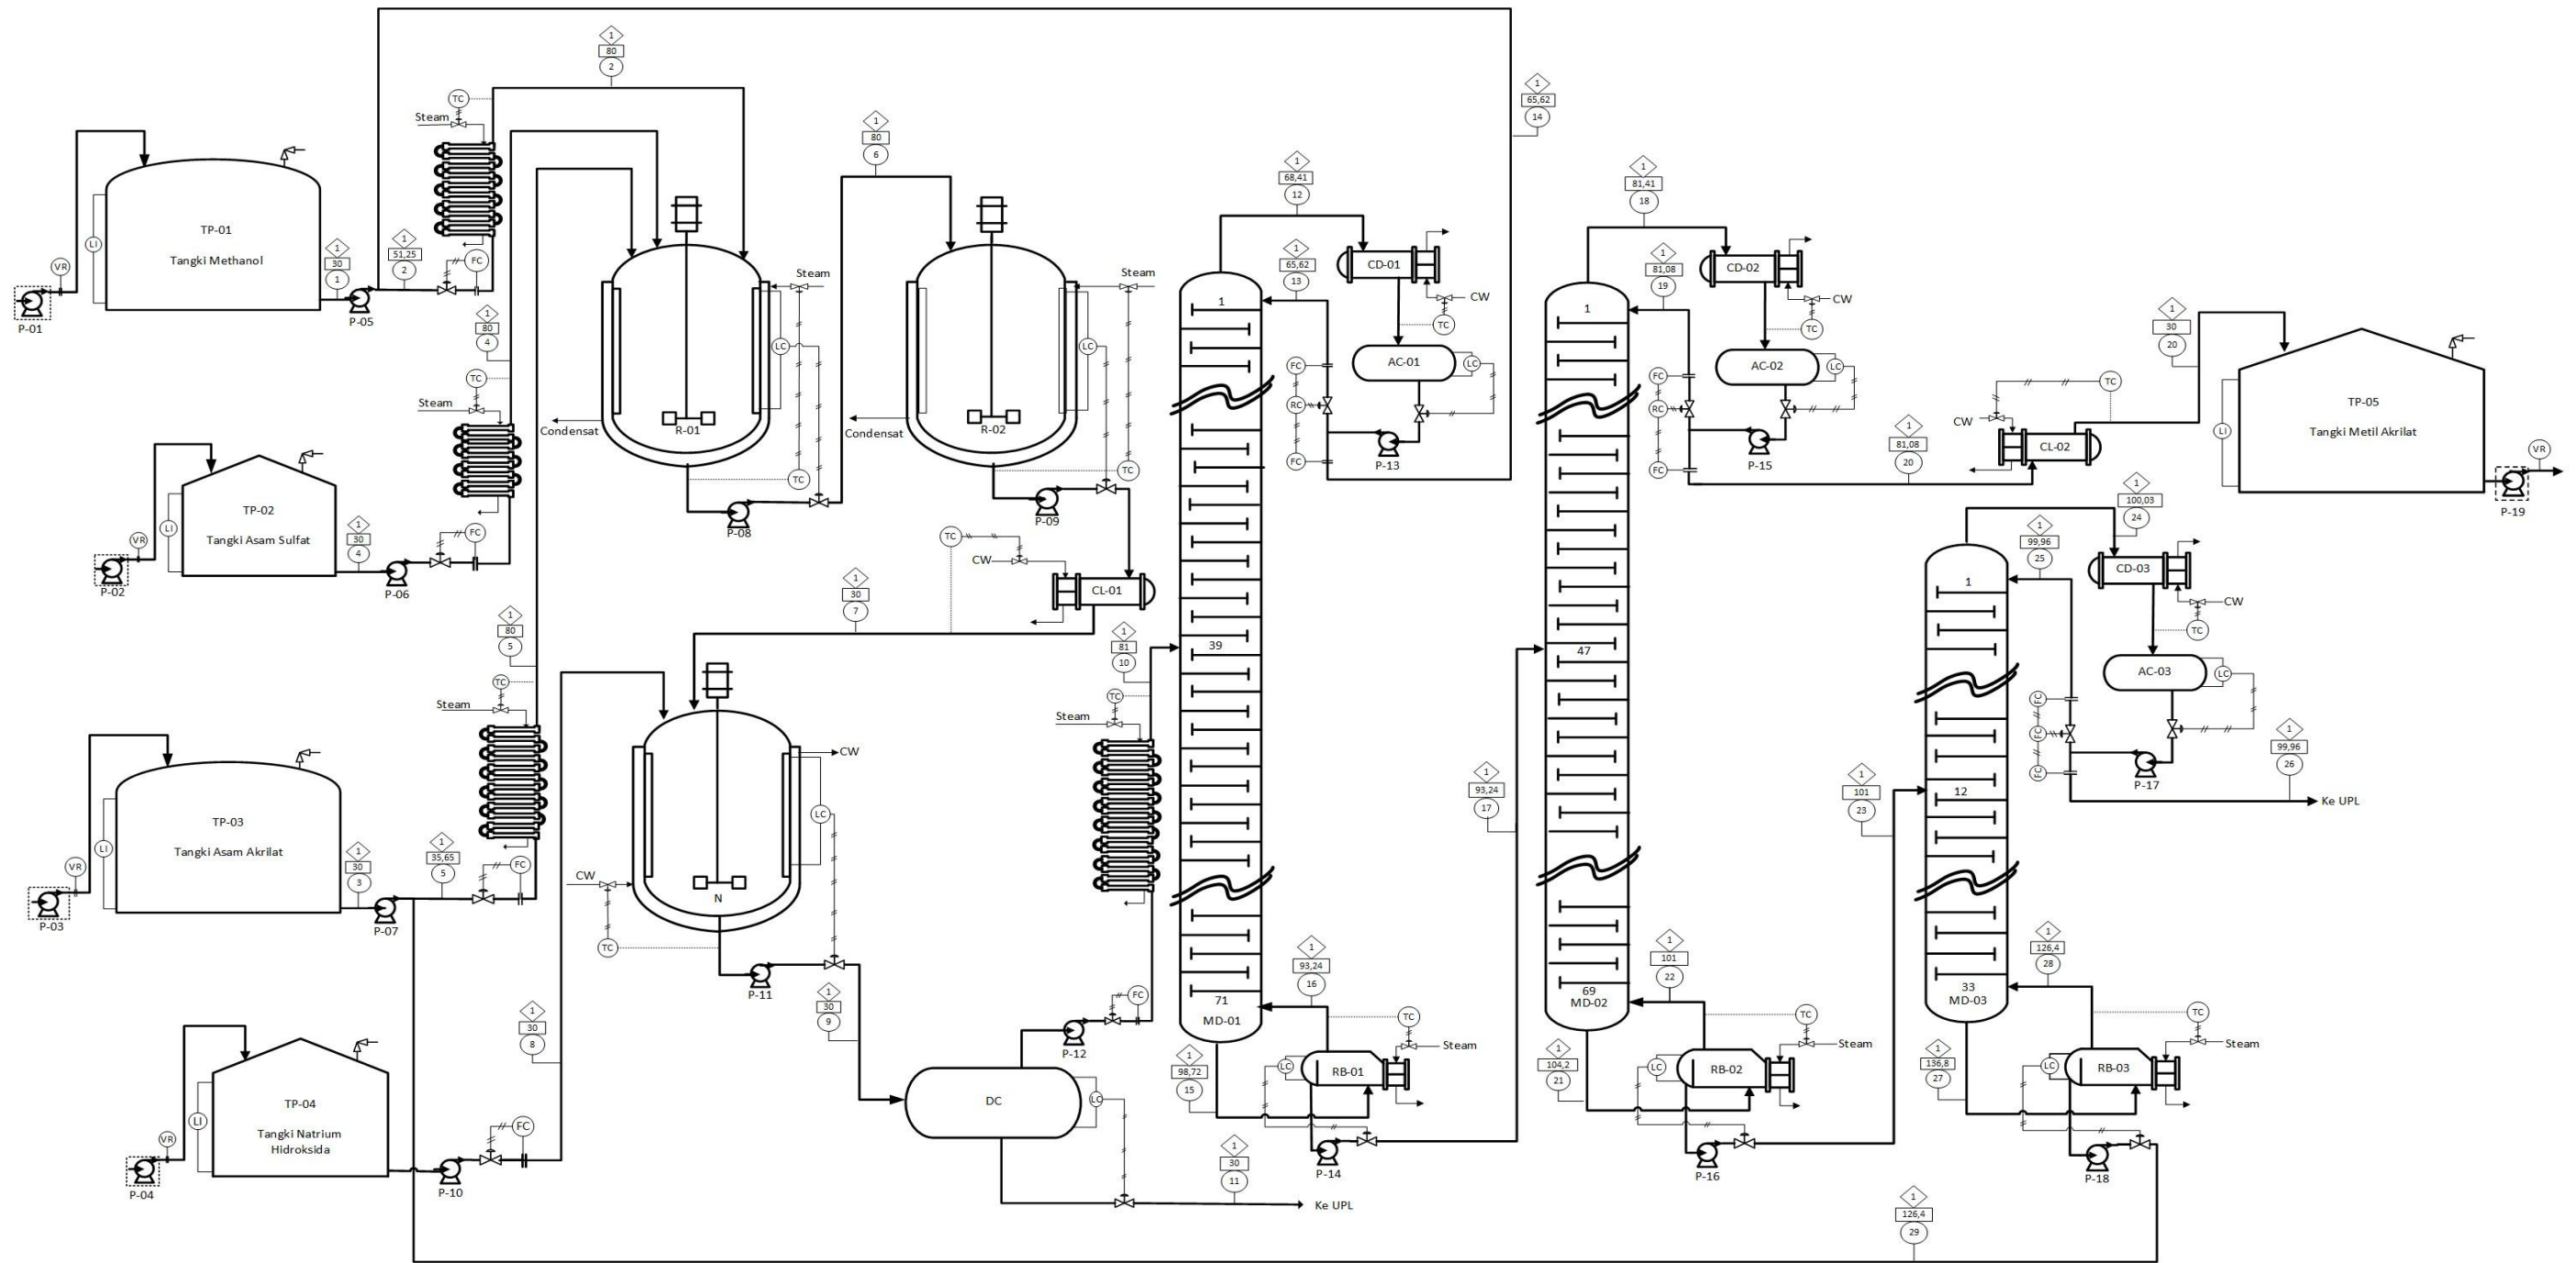 1
80
2
TC
Steam
TP-01
Tangki Methanol
LI
VR
P-01
1
30
1
P-05
1
51,25
2
FC
1
80
4
TC
Steam
TP-02
Tangki Asam Sulfat
LI
VR
P-02
1
30
4
P-06
FC
1
80
5
TC
Steam
TP-03
Tangki Asam Akrilat
LI
VR
P-03
1
30
3
P-07
1
35,65
5
FC
TP-04
Tangki Natrium
Hidroksida
LI
VR
P-04
P-10
FC
1
30
8
R-01
Steam
LC
TC
Condensat
P-08
1
80
6
R-02
Steam
LC
TC
Condensat
P-09
TC
CW
CL-01
1
30
7
N
CW
LC
CW
TC
P-11
1
30
9
DC
LC
1
30
11
Ke UPL
P-12
FC
Steam
TC
1
81
10
1
39
71
MD-01
1
68,41
12
1
65,62
13
CD-01
CW
TC
AC-01
LC
FC
RC
FC
P-13
1
65,62
14
1
93,24
16
TC
Steam
LC
RB-01
1
98,72
15
P-14
1
93,24
17
1
47
69
MD-02
1
81,41
18
1
81,08
19
CD-02
CW
TC
AC-02
LC
FC
RC
FC
P-15
1
81,08
20
CW
TC
CL-02
1
30
20
TP-05
Tangki Metil Akrilat
LI
VR
P-19
1
101
22
TC
Steam
LC
RB-02
1
104,2
21
P-16
1
101
23
1
12
33
MD-03
1
100,03
24
1
99,96
25
CD-03
CW
TC
AC-03
LC
FC
FC
FC
P-17
1
99,96
26
Ke UPL
1
126,4
28
TC
Steam
LC
RB-03
1
136,8
27
P-18
1
126,4
29